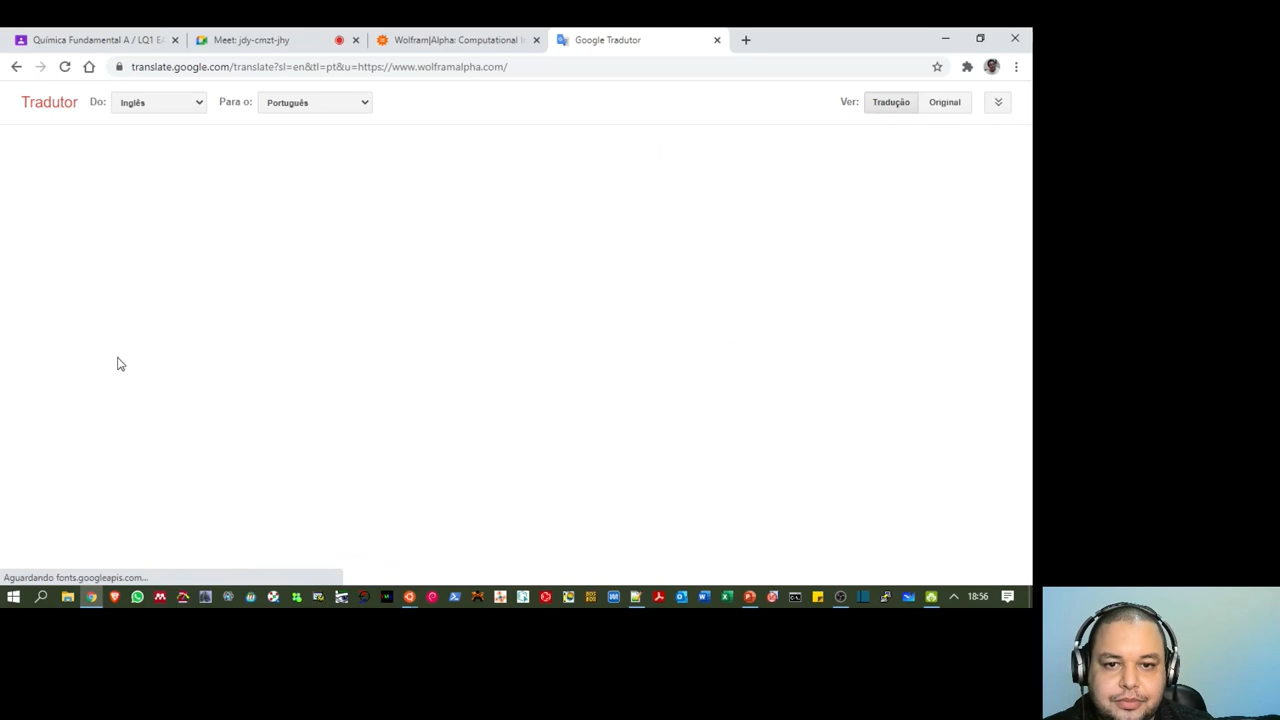 Química Fundamental A / LQ1 E
Meet: jdy-cmzt-jhy
Wolfram|Alpha: Computational I
Google Tradutor
translate.google.com/translate?sl=en&tl=pt&u=https://www.wolframalpha.com/
Tradutor Do: Inglês Para o: Português Ver: Tradução Original
Aguardando fonts.googleapis.com...
18:56